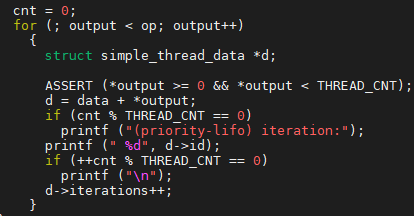 cnt = 0;
for (; output < op; output++)
{
struct simple_thread_data *d;
ASSERT (*output >= 0 && *output < THREAD_CNT);
d = data + *output;
if (cnt % THREAD_CNT == 0)
printf ("(priority-lifo) iteration:");
printf (" %d", d->id);
if (++cnt % THREAD_CNT == 0)
printf ("\n");
d->iterations++;
}